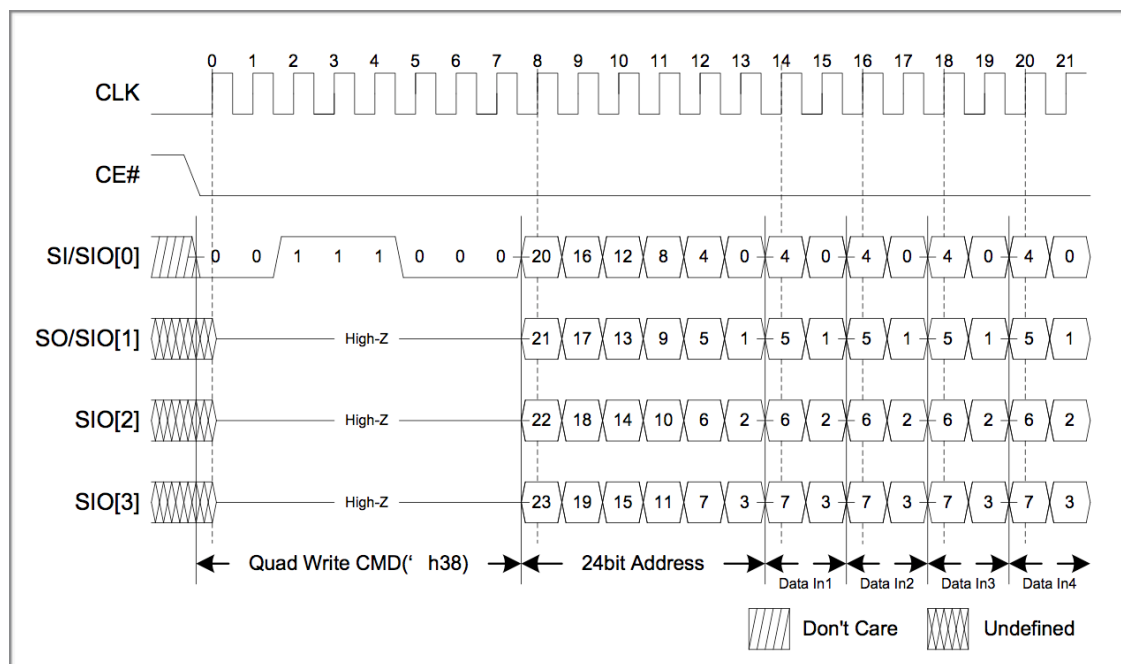 0 1 2 3 4 5 6 7 8 9 10 11 12 13 14 15 16 17 18 19 20 21
CLK
CE#
SI/SIO[0] 0 0 1 1 1 0 0 0 20 16 12 8 4 0 4 0 4 0 4 0 4 0
SO/SIO[1] High-Z 21 17 13 9 5 1 5 1 5 1 5 1 5 1
SIO[2] High-Z 22 18 14 10 6 2 6 2 6 2 6 2 6 2
SIO[3] High-Z 23 19 15 11 7 3 7 3 7 3 7 3 7 3
Quad Write CMD(‘ h38) 24bit Address
Data In1 Data In2 Data In3 Data In4
Don't Care Undefined